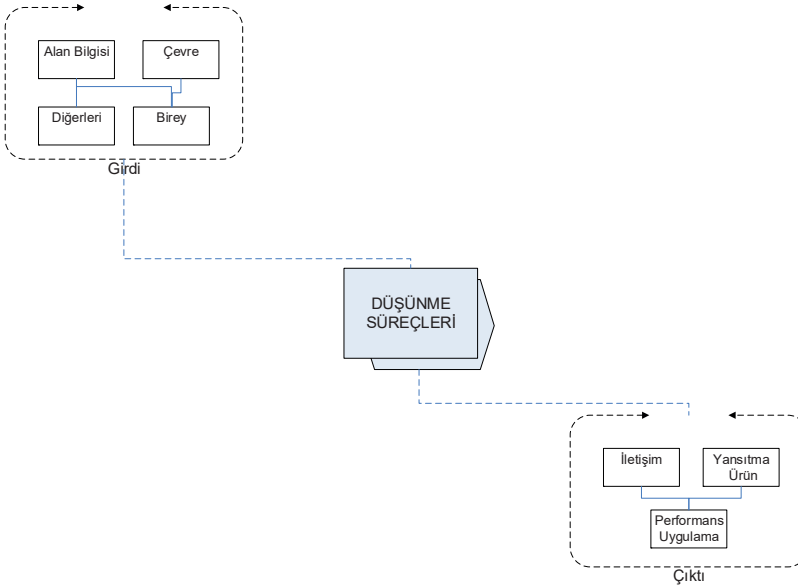 Alan Bilgisi
Çevre
Diğerleri
Birey
Girdi
DÜŞÜNME
SÜREÇLERİ
İletişim
Yansıtma
Ürün
Performans
Uygulama
Çıktı